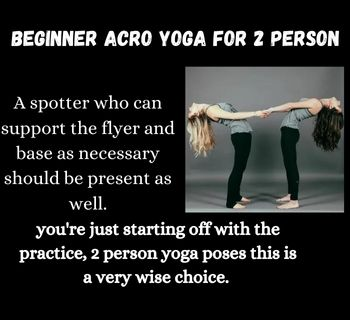 BEGINNER ACRO YOGA FOR 2 PERSON
A spotter who can
support the flyer and
base as necessary
should be present as
well.
you're just starting off with the
practice, 2 person yoga poses this is
a very wise choice.